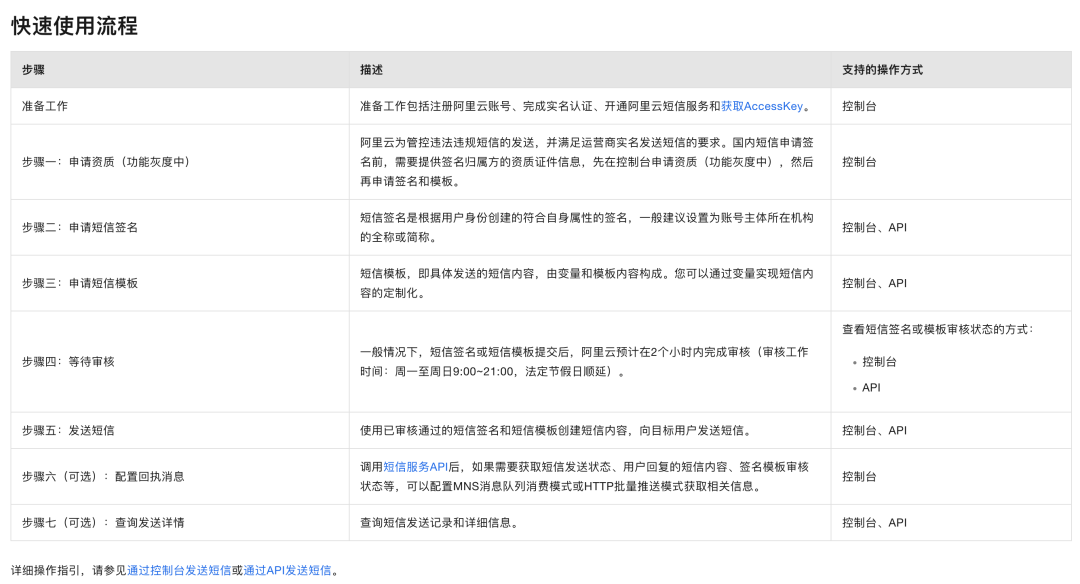 快速使用流程
步骤
描述
支持的操作方式
准备工作
准备工作包括注册阿里云账号、完成实名认证、开通阿里云短信服务和获取AccessKey。
控制台
步骤一：申请资质（功能灰度中）
阿里云为管控违法违规短信的发送，并满足运营商实名发送短信的要求。国内短信申请签
名前，需要提供签名归属方的资质证件信息，先在控制台申请资质（功能灰度中），然后
再申请签名和模板。
控制台
步骤二：申请短信签名
短信签名是根据用户身份创建的符合自身属性的签名，一般建议设置为账号主体所在机构
的全称或简称。
控制台、API
步骤三：申请短信模板
短信模板，即具体发送的短信内容，由变量和模板内容构成。您可以通过变量实现短信内
容的定制化。
控制台、API
步骤四：等待审核
一般情况下，短信签名或短信模板提交后，阿里云预计在2个小时内完成审核（审核工作
时间：周一至周日9:00~21:00，法定节假日顺延）。
查看短信签名或模板审核状态的方式：
• 控制台
• API
步骤五：发送短信
使用已审核通过的短信签名和短信模板创建短信内容，向目标用户发送短信。
控制台、API
步骤六（可选）：配置回执消息
调用短信服务API后，如果需要获取短信发送状态、用户回复的短信内容、签名模板审核
状态等，可以配置MNS消息队列消费模式或HTTP批量推送模式获取相关信息。
控制台
步骤七（可选）：查询发送详情
查询短信发送记录和详细信息。
控制台、API
详细操作指引，请参见通过控制台发送短信或通过API发送短信。